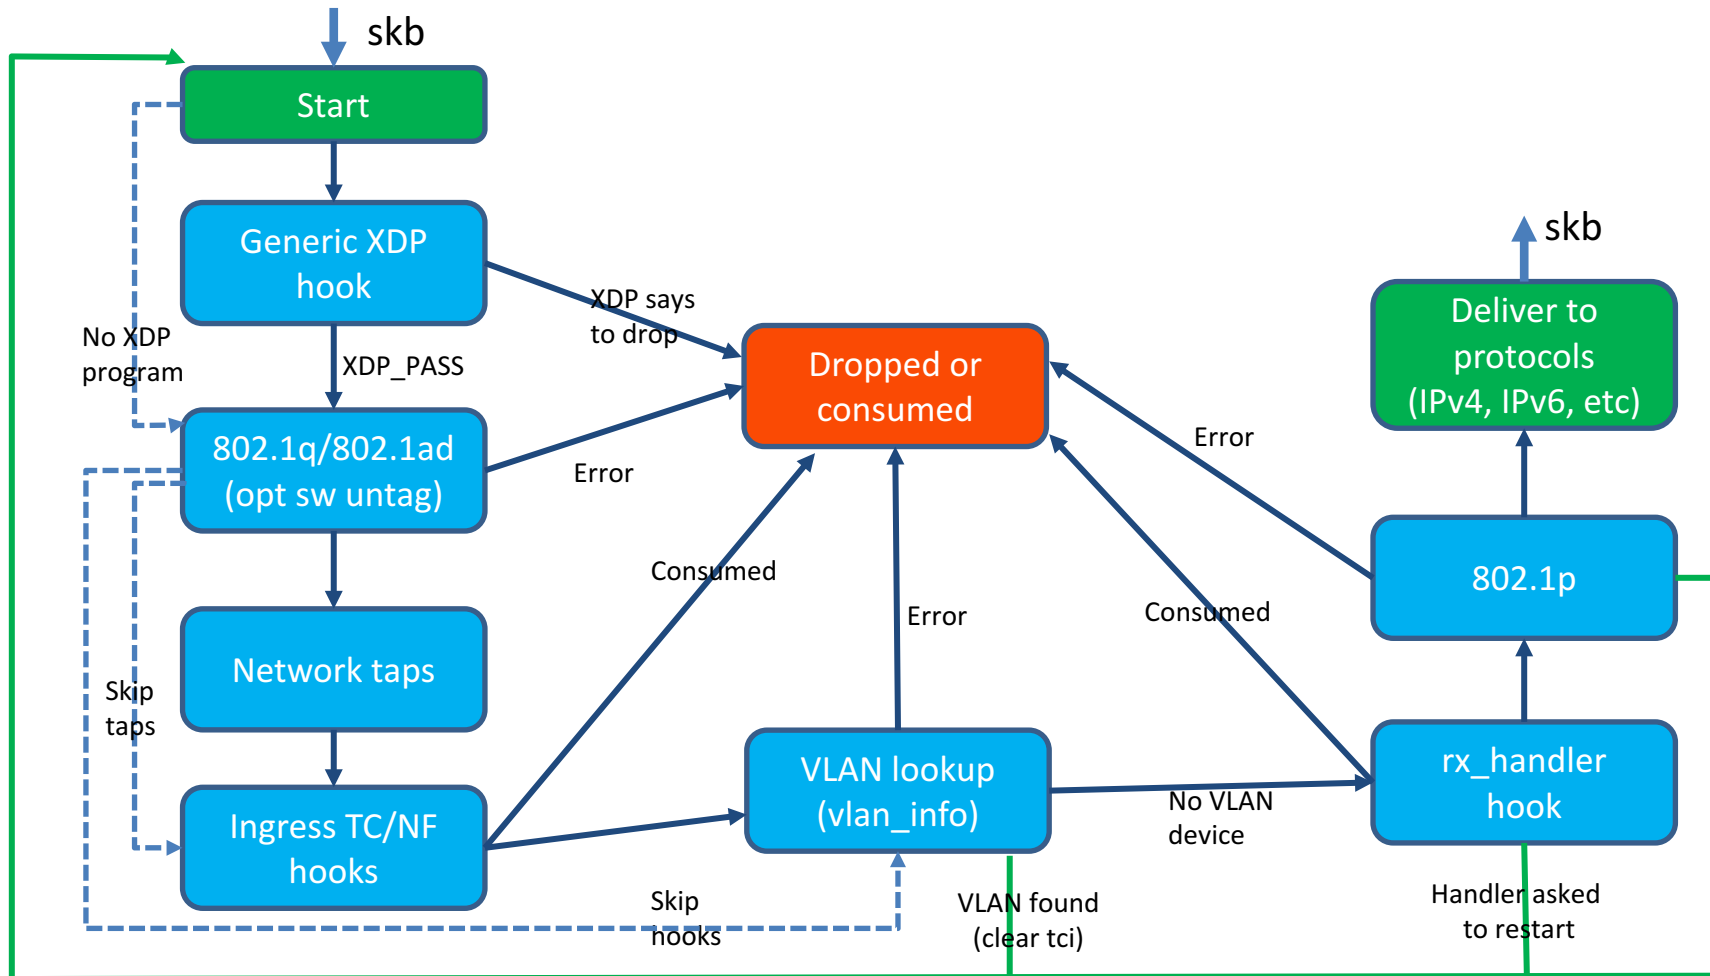 skb
Start
Generic XDP
hook
skb
XDP says
to drop
No XDP
program
XDP_PASS
Dropped or
consumed
Deliver to
protocols
(IPv4, IPv6, etc)
802.1q/802.1ad
(opt sw untag)
Error
Error
Consumed
Error
Consumed
802.1p
Network taps
Skip
taps
Ingress TC/NF
hooks
VLAN lookup
(vlan_info)
No VLAN
device
rx_handler
hook
Skip
hooks
VLAN found
(clear tci)
Handler asked
to restart